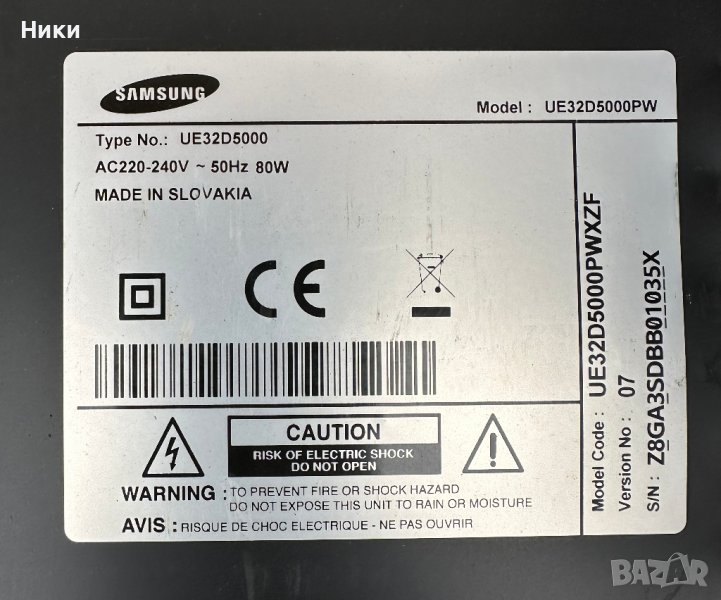 Ники
SAMSUNG
Model : UE32D5000PW
Type No.: UE32D5000
AC220-240V ~ 50Hz 80W
MADE IN SLOVAKIA
CE
CAUTION
RISK OF ELECTRIC SHOCK
DO NOT OPEN
WARNING : TO PREVENT FIRE OR SHOCK HAZARD
DO NOT EXPOSE THIS UNIT TO RAIN OR MOISTURE
AVIS : RISQUE DE CHOC ELECTRIQUE - NE PAS OUVRIR
Model Code : UE32D5000PWXZF
Version No : 07
S/N : Z8GA3SDBB01035X
BAZAR